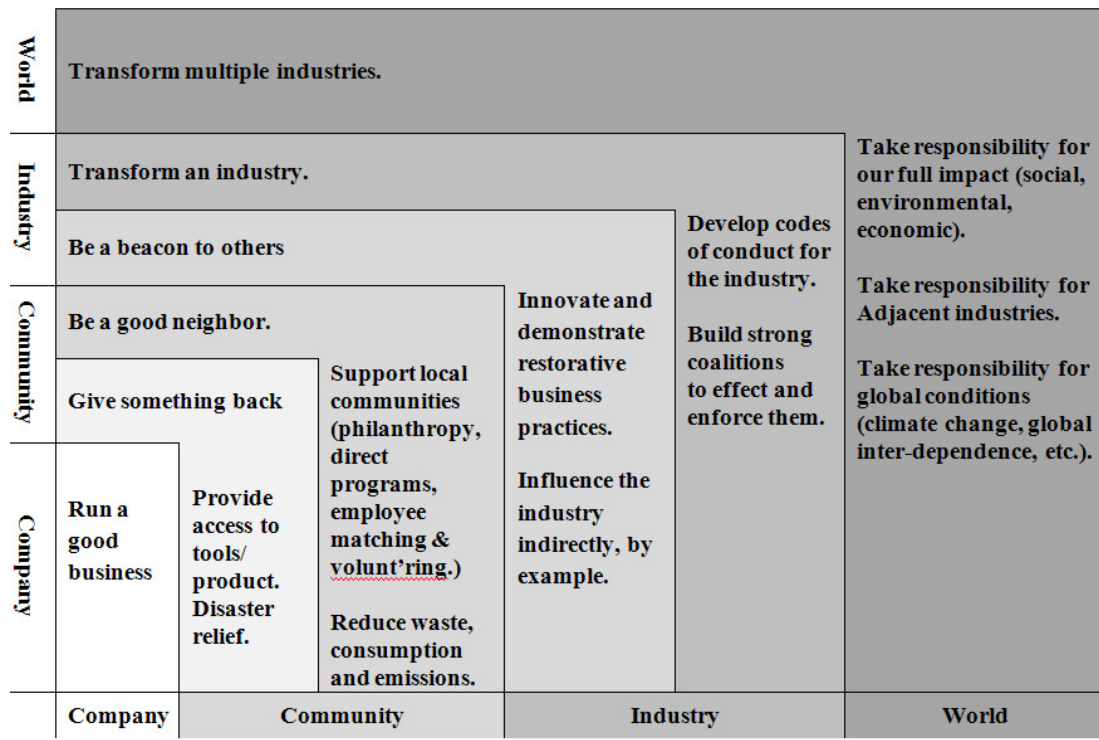 World
Transform multiple industries.
Industry
Transform an industry.
Be a beacon to others
Community
Be a good neighbor.
Give something back
Company
Run a
good
business
Provide
access to
tools/
product.
Disaster
relief.
Support local
communities
(philanthropy,
direct
programs,
employee
matching &
volunt’ring.)
Reduce waste,
consumption
and emissions.
Innovate and
demonstrate
restorative
business
practices.
Influence the
industry
indirectly, by
example.
Develop codes
of conduct for
the industry.
Build strong
coalitions
to effect and
enforce them.
Take responsibility for
our full impact (social,
environmental,
economic).
Take responsibility for
Adjacent industries.
Take responsibility for
global conditions
(climate change, global
inter-dependence, etc.).
Company
Community
Industry
World